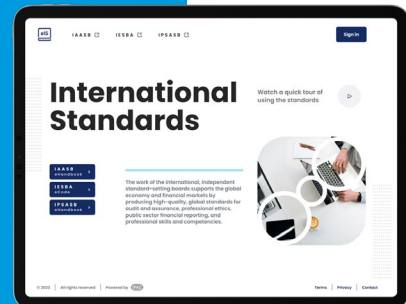 eIS
IAASB
IESBA
IPSASB
Sign in
International
Standards
Watch a quick tour of
using the standards
IAASB
eHandbook
IESBA
eCode
IPSASB
eHandbook
The work of the international, independent
standard-setting boards supports the global
economy and financial markets by
producing high-quality, global standards for
audit and assurance, professional ethics,
public sector financial reporting, and
professional skills and competencies.
All rights reserved
Powered by
Terms
Privacy
Contact